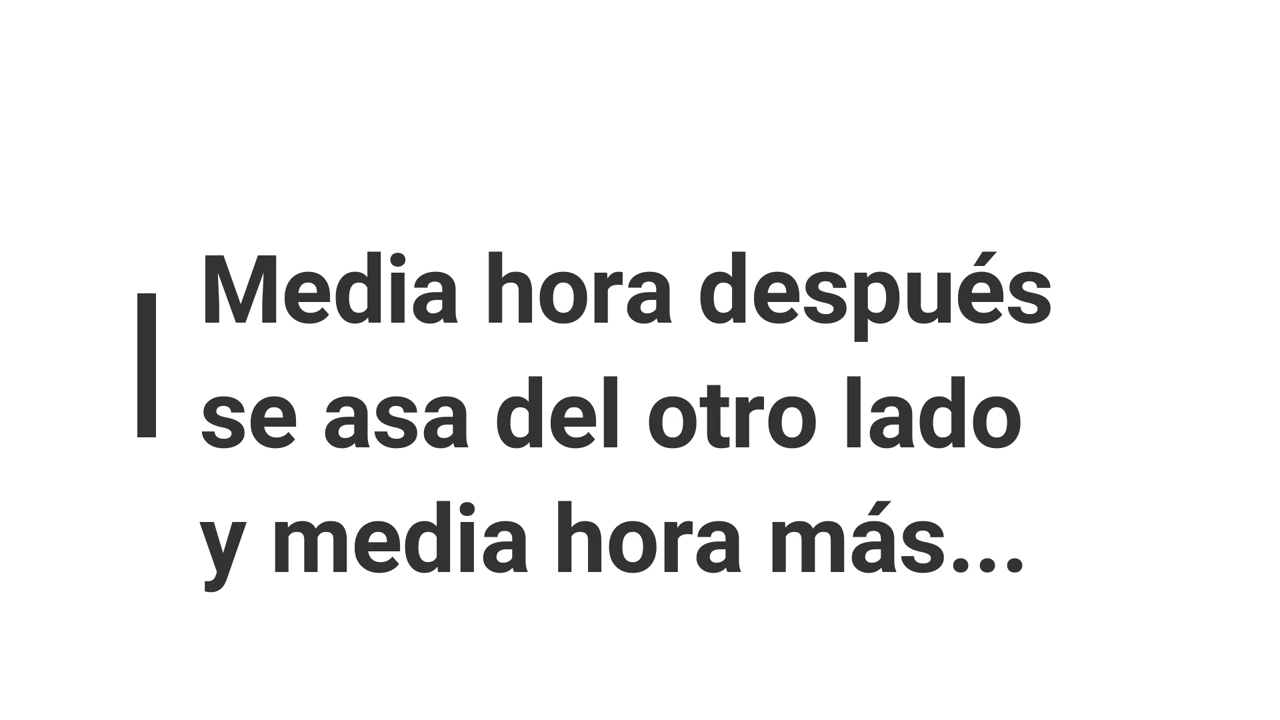 Media hora después
se asa del otro lado
y media hora más...